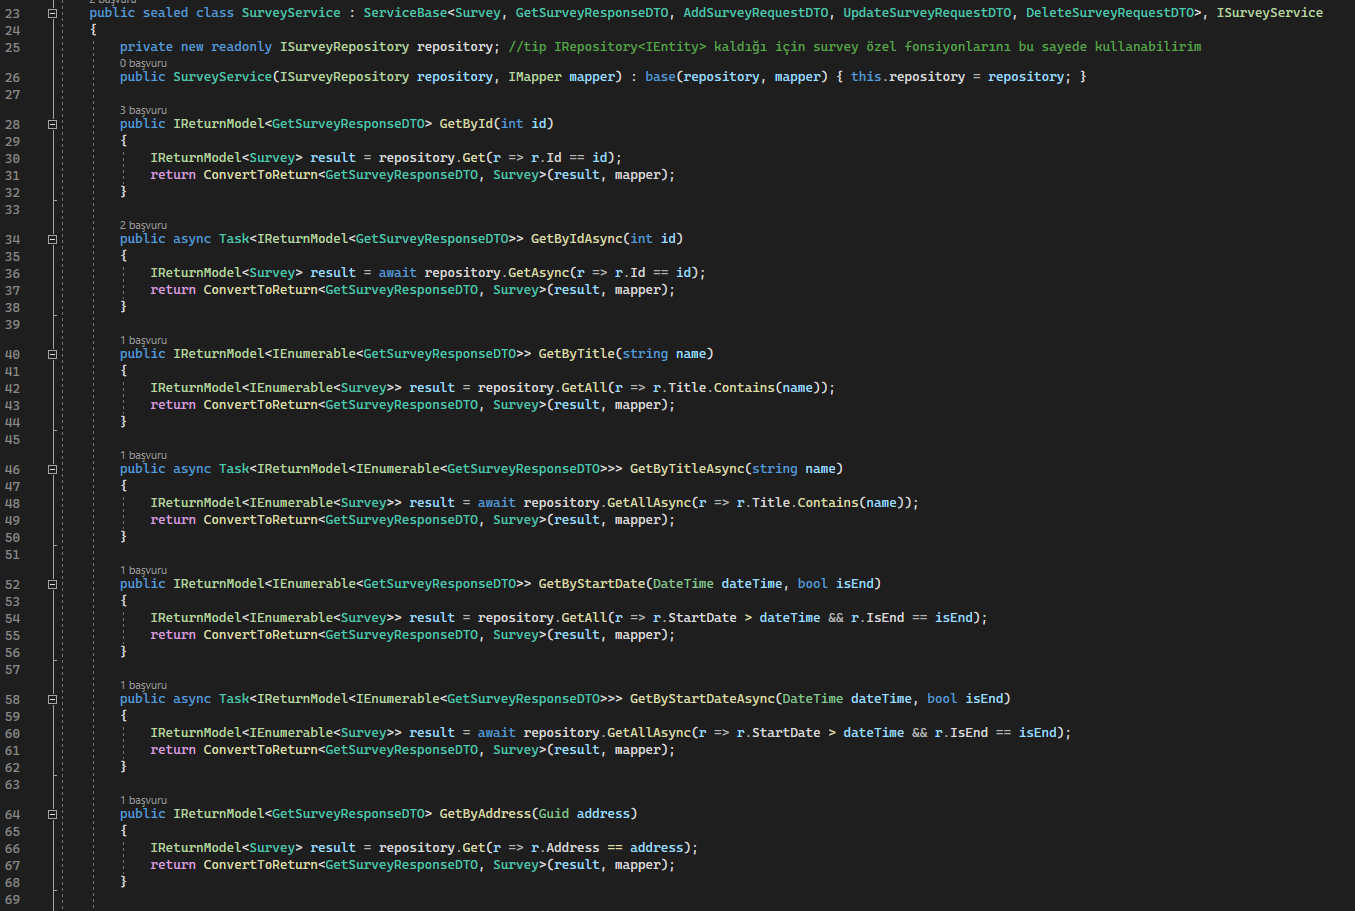 2 başvuru
23 public sealed class SurveyService : ServiceBase<Survey, GetSurveyResponseDTO, AddSurveyRequestDTO, UpdateSurveyRequestDTO, DeleteSurveyRequestDTO>, ISurveyService
24 {
25 private new readonly ISurveyRepository repository; //tip IRepository<IEntity> kaldığı için survey özel fonsiyonlarını bu sayede kullanabilirim
0 başvuru
26 public SurveyService(ISurveyRepository repository, IMapper mapper) : base(repository, mapper) { this.repository = repository; }
27
3 başvuru
28 public IReturnModel<GetSurveyResponseDTO> GetById(int id)
29 {
30 IReturnModel<Survey> result = repository.Get(r => r.Id == id);
31 return ConvertToReturn<GetSurveyResponseDTO, Survey>(result, mapper);
32 }
33
2 başvuru
34 public async Task<IReturnModel<GetSurveyResponseDTO>> GetByIdAsync(int id)
35 {
36 IReturnModel<Survey> result = await repository.GetAsync(r => r.Id == id);
37 return ConvertToReturn<GetSurveyResponseDTO, Survey>(result, mapper);
38 }
39
1 başvuru
40 public IReturnModel<IEnumerable<GetSurveyResponseDTO>> GetByTitle(string name)
41 {
42 IReturnModel<IEnumerable<Survey>> result = repository.GetAll(r => r.Title.Contains(name));
43 return ConvertToReturn<GetSurveyResponseDTO, Survey>(result, mapper);
44 }
45
1 başvuru
46 public async Task<IReturnModel<IEnumerable<GetSurveyResponseDTO>>> GetByTitleAsync(string name)
47 {
48 IReturnModel<IEnumerable<Survey>> result = await repository.GetAllAsync(r => r.Title.Contains(name));
49 return ConvertToReturn<GetSurveyResponseDTO, Survey>(result, mapper);
50 }
51
1 başvuru
52 public IReturnModel<IEnumerable<GetSurveyResponseDTO>> GetByStartDate(DateTime dateTime, bool isEnd)
53 {
54 IReturnModel<IEnumerable<Survey>> result = repository.GetAll(r => r.StartDate > dateTime && r.IsEnd == isEnd);
55 return ConvertToReturn<GetSurveyResponseDTO, Survey>(result, mapper);
56 }
57
1 başvuru
58 public async Task<IReturnModel<IEnumerable<GetSurveyResponseDTO>>> GetByStartDateAsync(DateTime dateTime, bool isEnd)
59 {
60 IReturnModel<IEnumerable<Survey>> result = await repository.GetAllAsync(r => r.StartDate > dateTime && r.IsEnd == isEnd);
61 return ConvertToReturn<GetSurveyResponseDTO, Survey>(result, mapper);
62 }
63
1 başvuru
64 public IReturnModel<GetSurveyResponseDTO> GetByAddress(Guid address)
65 {
66 IReturnModel<Survey> result = repository.Get(r => r.Address == address);
67 return ConvertToReturn<GetSurveyResponseDTO, Survey>(result, mapper);
68 }
69